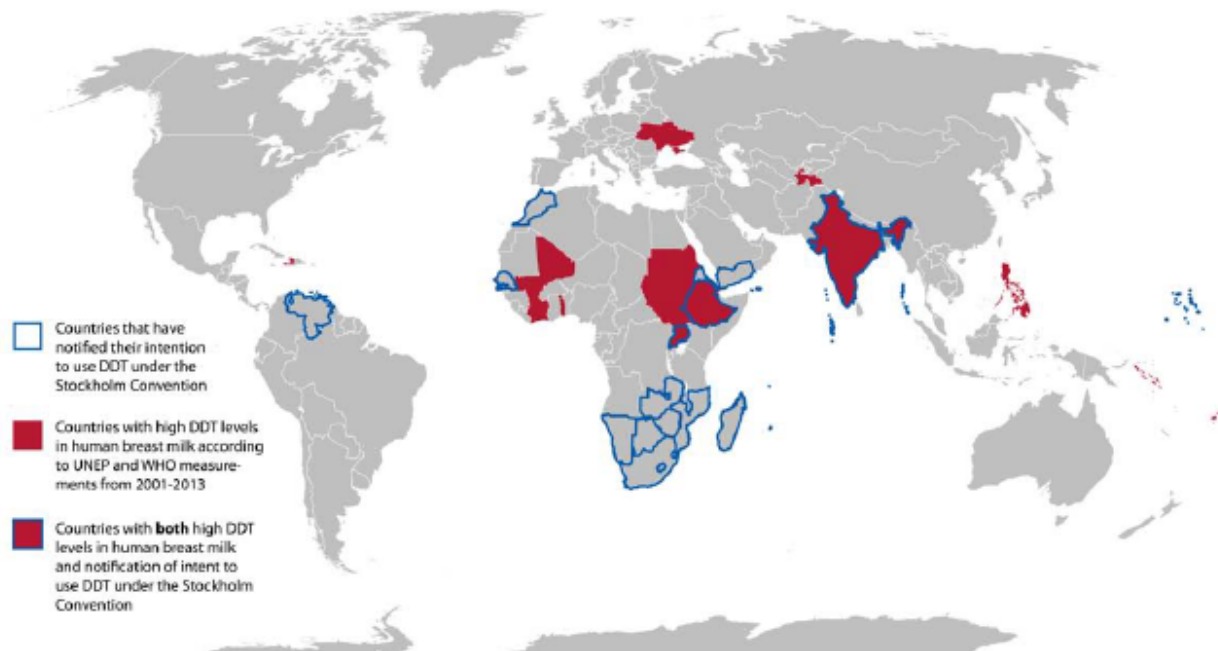 Countries that have
notified their intention
to use DDT under the
Stockholm Convention
Countries with high DDT levels
in human breast milk according
to UNEP and WHO measure-
ments from 2001-2013
Countries with both high DDT
levels in human breast milk
and notification of intent to
use DDT under the Stockholm
Convention